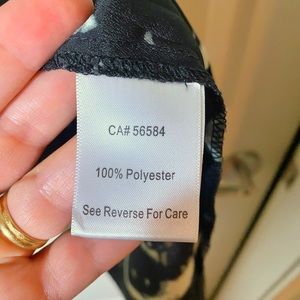 CA# 56584
100% Polyester
See Reverse For Care